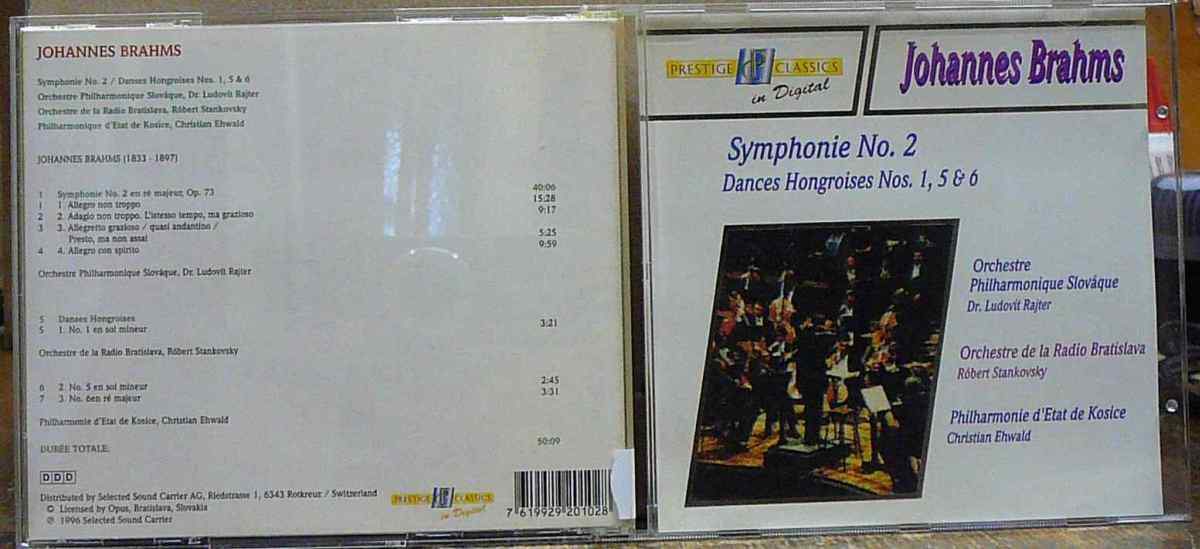 JOHANNES BRAHMS
Symphonie No. 2 / Danses Hongroises Nos. 1, 5 & 6
Orchestre Philharmonique Slovâque, Dr. Ludovit Rajter
Orchestre de la Radio Bratislava, Róbert Stankovsky
Philharmonique d'Etat de Kosice, Christian Ehwald
JOHANNES BRAHMS (1833 - 1897)
1 Symphonie No. 2 en ré majeur, Op. 73 40:06
1 1. Allegro non troppo 15:28
2 2. Adagio non troppo. L'istesso tempo, ma grazioso 9:17
3 3. Allegretto grazioso / quasi andantino /
Presto, ma non assai 5:25
4 4. Allegro con spirito 9:59
Orchestre Philharmonique Slovâque, Dr. Ludovit Rajter
5 Danses Hongroises
5 1. No. 1 en sol mineur 3:21
Orchestre de la Radio Bratislava, Róbert Stankovsky
6 2. No. 5 en sol mineur 2:45
7 3. No. 6en ré majeur 3:31
Philharmonie d'Etat de Kosice, Christian Ehwald
DURÉE TOTALE: 50:09
DDD
Distributed by Selected Sound Carrier AG, Riedstrasse 1, 6343 Rotkreuz / Switzerland
© Licensed by Opus, Bratislava, Slovakia
℗ 1996 Selected Sound Carrier
PRESTIGE CLASSICS
in Digital
7 619929 201028
PRESTIGE CLASSICS
in Digital
Johannes Brahms
Symphonie No. 2
Dances Hongroises Nos. 1, 5 & 6
Orchestre
Philharmonique Slovâque
Dr. Ludovit Rajter
Orchestre de la Radio Bratislava
Róbert Stankovsky
Philharmonie d'Etat de Kosice
Christian Ehwald